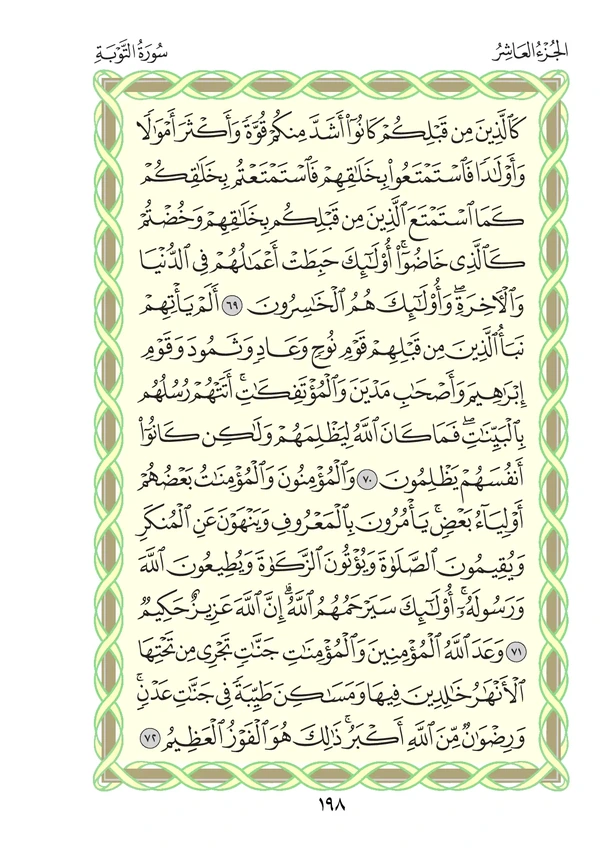 الجُزْءُ العَاشِرُ
سُورَةُ التَّوْبَةِ
كَٱلَّذِينَ مِن قَبْلِكُمْ كَانُوٓا۟ أَشَدَّ مِنكُمْ قُوَّةً وَأَكْثَرَ أَمْوَٰلًا
وَأَوْلَٰدًا فَٱسْتَمْتَعُوا۟ بِخَلَٰقِهِمْ فَٱسْتَمْتَعْتُم بِخَلَٰقِكُمْ
كَمَا ٱسْتَمْتَعَ ٱلَّذِينَ مِن قَبْلِكُم بِخَلَٰقِهِمْ وَخُضْتُمْ
كَٱلَّذِى خَاضُوٓا۟ ۚ أُو۟لَٰٓئِكَ حَبِطَتْ أَعْمَٰلُهُمْ فِى ٱلدُّنْيَا
وَٱلْءَاخِرَةِ ۖ وَأُو۟لَٰٓئِكَ هُمُ ٱلْخَٰسِرُونَ ٦٩ أَلَمْ يَأْتِهِمْ
نَبَأُ ٱلَّذِينَ مِن قَبْلِهِمْ قَوْمِ نُوحٍ وَعَادٍ وَثَمُودَ وَقَوْمِ
إِبْرَٰهِيمَ وَأَصْحَٰبِ مَدْيَنَ وَٱلْمُؤْتَفِكَٰتِ ۚ أَتَتْهُمْ رُسُلُهُم
بِٱلْبَيِّنَٰتِ ۖ فَمَا كَانَ ٱللَّهُ لِيَظْلِمَهُمْ وَلَٰكِن كَانُوٓا۟
أَنفُسَهُمْ يَظْلِمُونَ ٧٠ وَٱلْمُؤْمِنُونَ وَٱلْمُؤْمِنَٰتُ بَعْضُهُمْ
أَوْلِيَآءُ بَعْضٍ ۚ يَأْمُرُونَ بِٱلْمَعْرُوفِ وَيَنْهَوْنَ عَنِ ٱلْمُنكَرِ
وَيُقِيمُونَ ٱلصَّلَوٰةَ وَيُؤْتُونَ ٱلزَّكَوٰةَ وَيُطِيعُونَ ٱللَّهَ
وَرَسُولَهُۥٓ ۚ أُو۟لَٰٓئِكَ سَيَرْحَمُهُمُ ٱللَّهُ ۗ إِنَّ ٱللَّهَ عَزِيزٌ حَكِيمٌ
٧١ وَعَدَ ٱللَّهُ ٱلْمُؤْمِنِينَ وَٱلْمُؤْمِنَٰتِ جَنَّٰتٍ تَجْرِى مِن تَحْتِهَا
ٱلْأَنْهَٰرُ خَٰلِدِينَ فِيهَا وَمَسَٰكِنَ طَيِّبَةً فِى جَنَّٰتِ عَدْنٍ ۚ
وَرِضْوَٰنٌ مِّنَ ٱللَّهِ أَكْبَرُ ۚ ذَٰلِكَ هُوَ ٱلْفَوْزُ ٱلْعَظِيمُ ٧٢
١٩٨